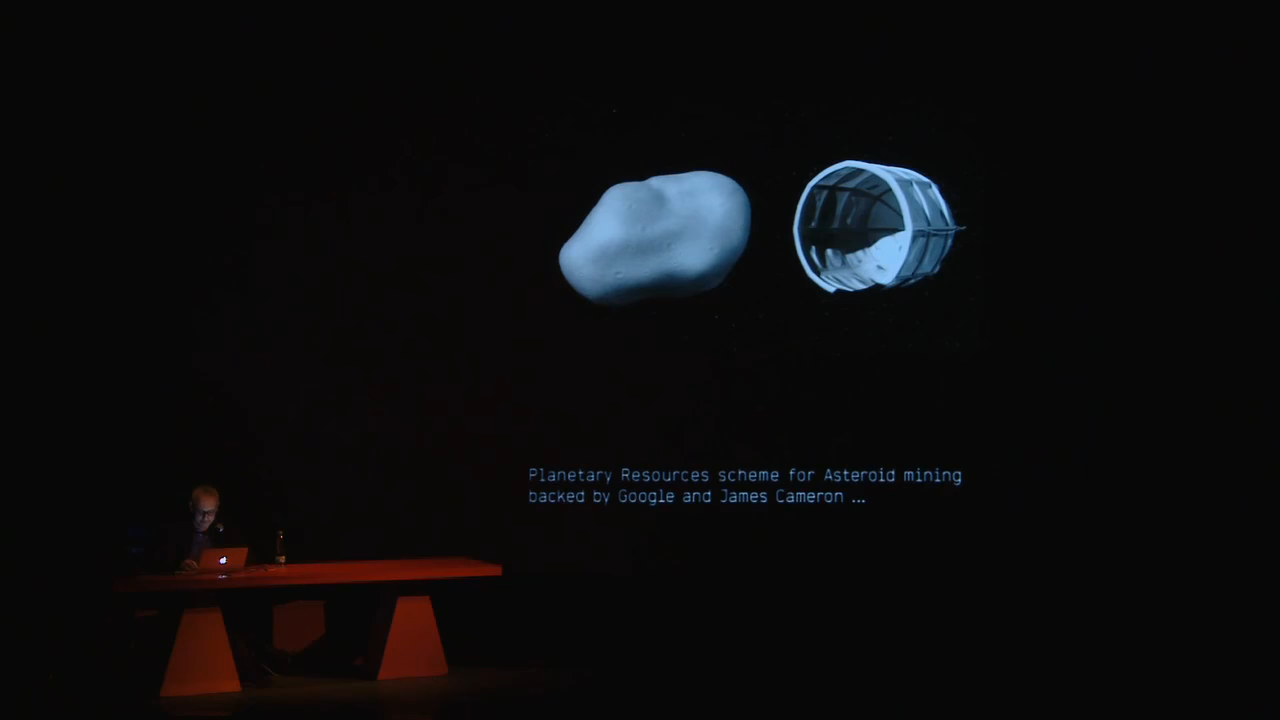 Planetary Resources scheme for Asteroid mining
backed by Google and James Cameron ...